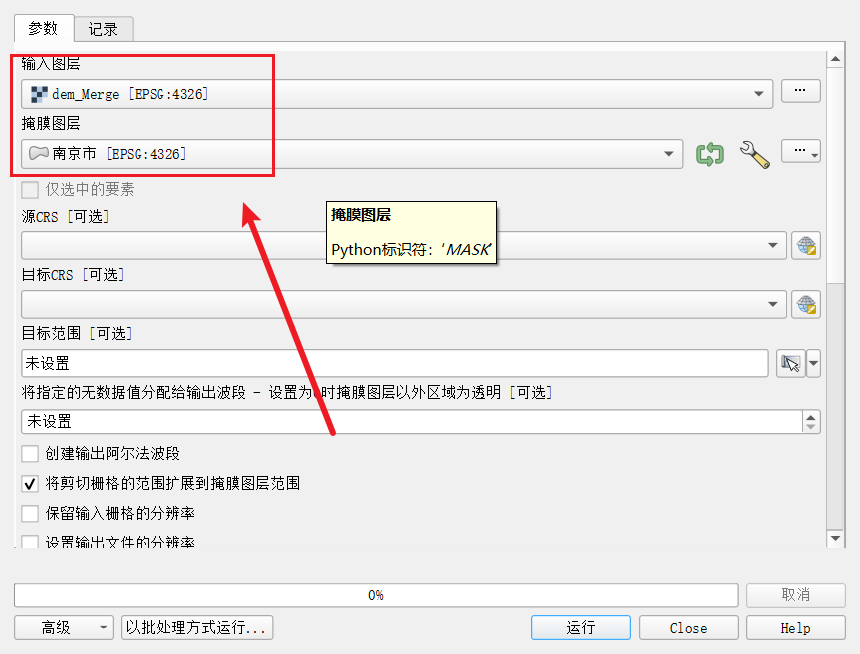 参数 记录
输入图层
dem_Merge [EPSG:4326] ...
掩膜图层
南京市 [EPSG:4326] ...
仅选中的要素
源CRS [可选]
掩膜图层
Python标识符：‘MASK’
目标CRS [可选]
目标范围 [可选]
未设置
将指定的无数据值分配给输出波段 - 设置为 时掩膜图层以外区域为透明 [可选]
未设置
创建输出阿尔法波段
将剪切栅格的范围扩展到掩膜图层范围
保留输入栅格的分辨率
设置输出文件的分辨率
0% 取消
高级 以批处理方式运行... 运行 Close Help